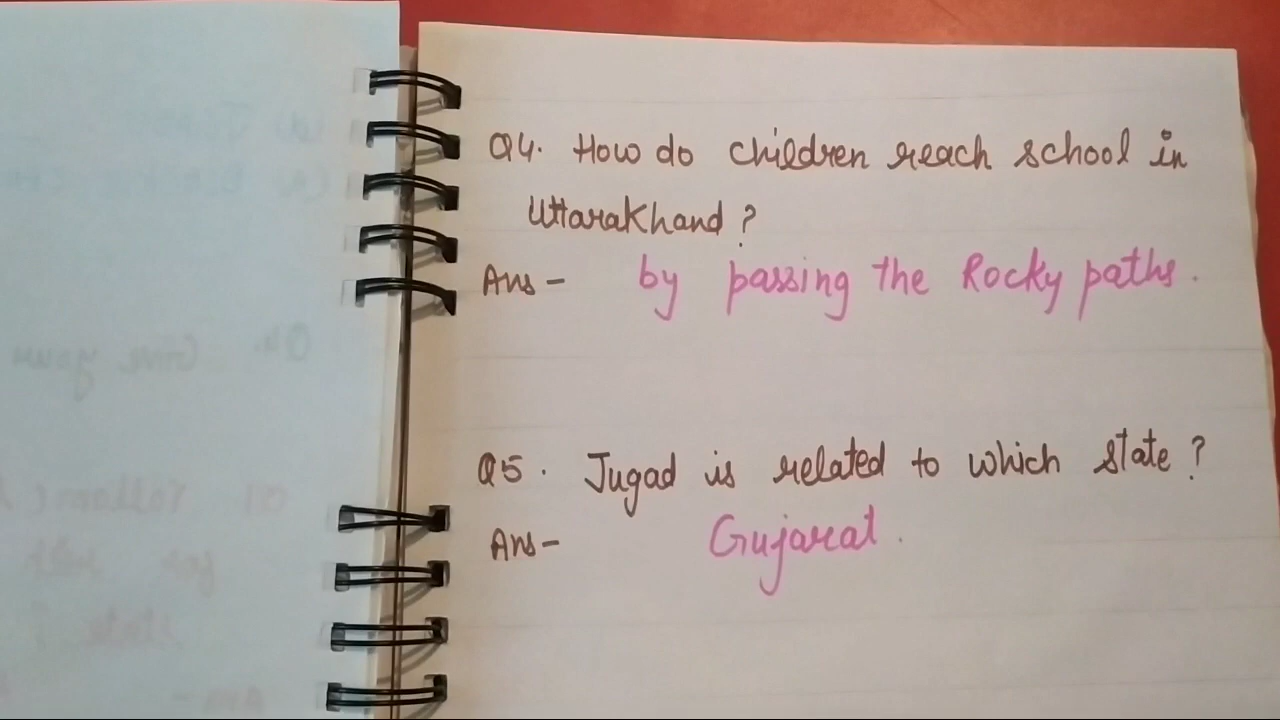 Q4. How do children reach school in
Uttarakhand?
Ans- by passing the Rocky paths.
Q5. Jugad is related to which state?
Ans- Gujarat.